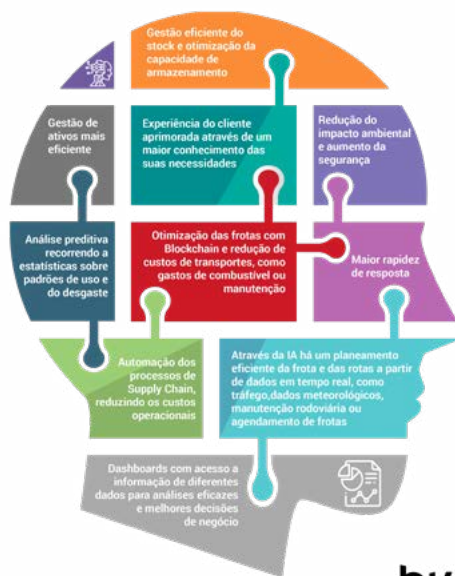 Gestão eficiente do
stock e otimização da
capacidade de
armazenamento
Gestão de
ativos mais
eficiente
Experiência do cliente
aprimorada através de um
maior conhecimento das
suas necessidades
Redução do
impacto ambiental
e aumento da
segurança
Análise preditiva
recorrendo a
estatísticas sobre
padrões de uso e
do desgaste
Otimização das frotas com
Blockchain e redução de
custos de transportes, como
gastos de combustível ou
manutenção
Maior rapidez
de resposta
Automação dos
processos de
Supply Chain,
reduzindo os custos
operacionais
Através da IA há um planeamento
eficiente da frota e das rotas a partir
de dados em tempo real, como
tráfego,dados meteorológicos,
manutenção rodoviária ou
agendamento de frotas
Dashboards com acesso a
informação de diferentes
dados para análises eficazes
e melhores decisões
de negócio